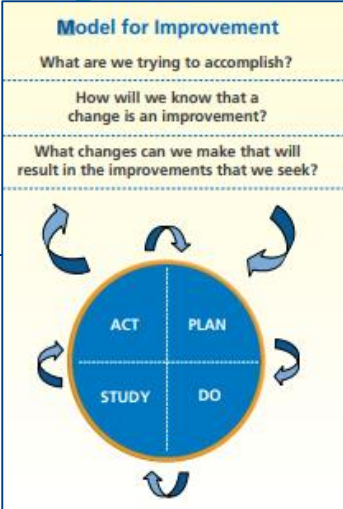 Model for Improvement
What are we trying to accomplish?
How will we know that a
change is an improvement?
What changes can we make that will
result in the improvements that we seek?
ACT PLAN
STUDY DO